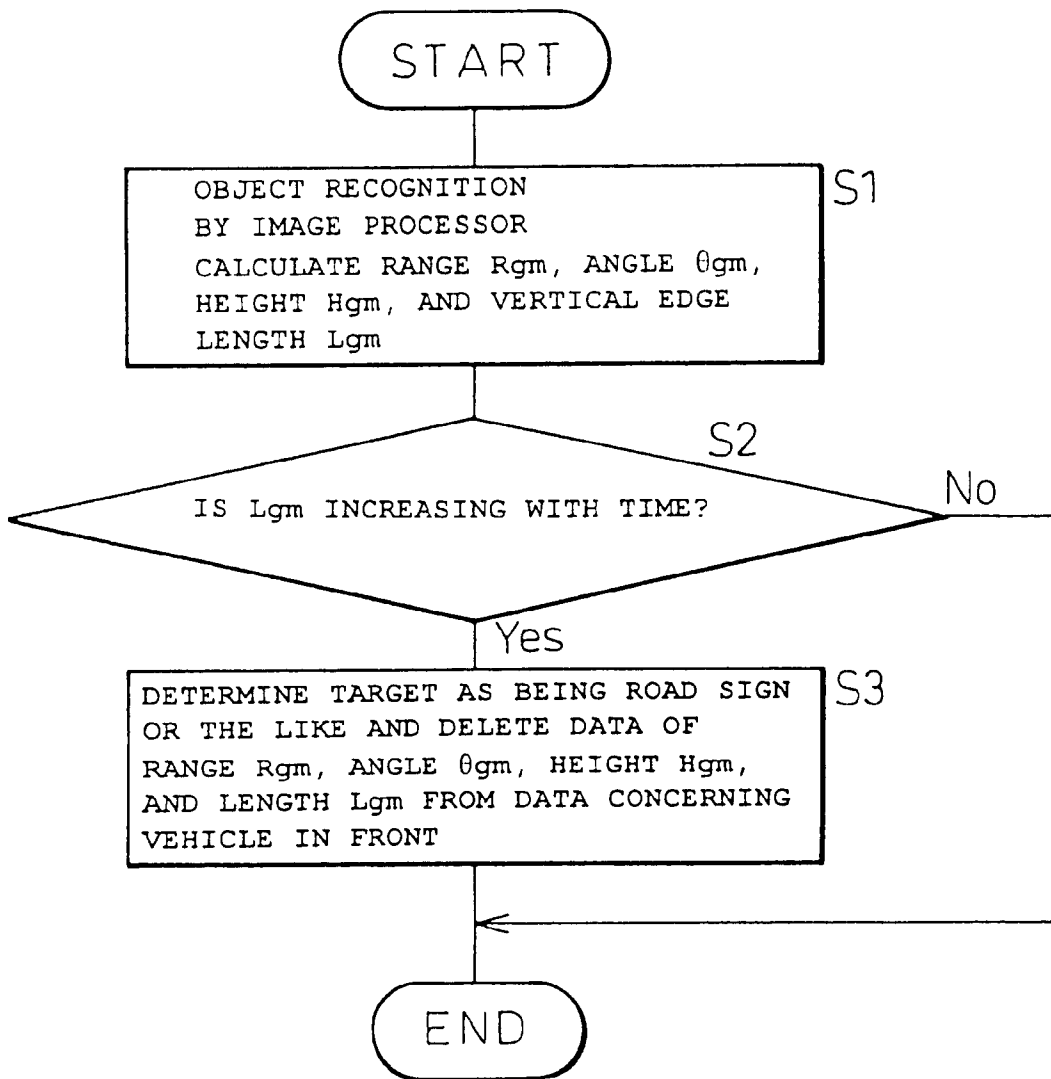 START
S1
OBJECT RECOGNITION
BY IMAGE PROCESSOR
CALCULATE RANGE Rgm, ANGLE θgm,
HEIGHT Hgm, AND VERTICAL EDGE
LENGTH Lgm
S2
IS Lgm INCREASING WITH TIME?
No
Yes
S3
DETERMINE TARGET AS BEING ROAD SIGN
OR THE LIKE AND DELETE DATA OF
RANGE Rgm, ANGLE θgm, HEIGHT Hgm,
AND LENGTH Lgm FROM DATA CONCERNING
VEHICLE IN FRONT
END